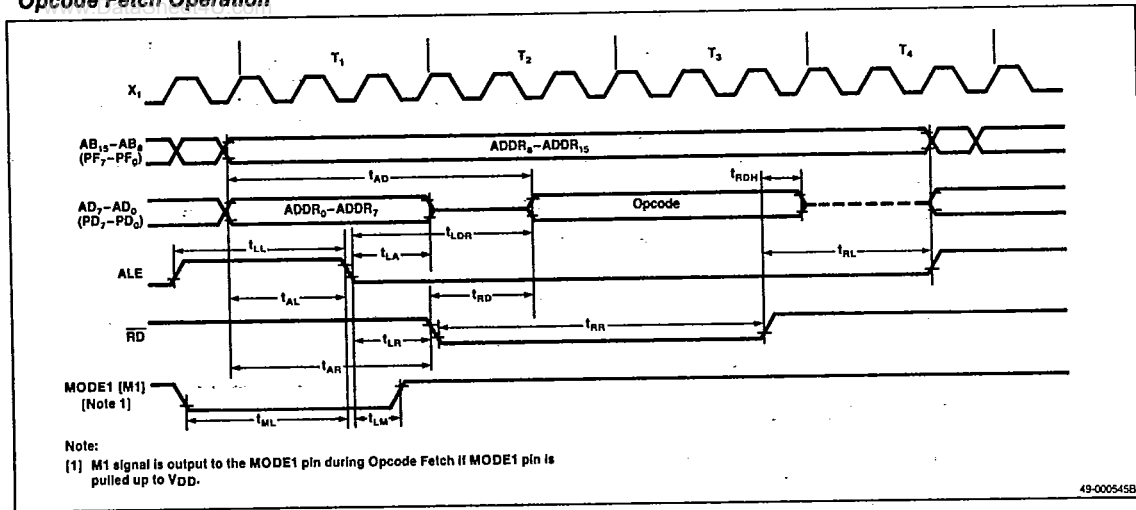 Opcode Fetch Operation
T1 T2 T3 T4
X1
AB15–AB8
(PF7–PF0)
ADDR8–ADDR15
tAD
tRDH
AD7–AD0
(PD7–PD0)
ADDR0–ADDR7
Opcode
tLDR
tLL
tLA
tRL
ALE
tAL
tRD
RD
tLR
tRR
tAR
MODE1 [M1]
[Note 1]
tML
tLM
Note:
[1] M1 signal is output to the MODE1 pin during Opcode Fetch if MODE1 pin is
pulled up to VDD.
49-000545B